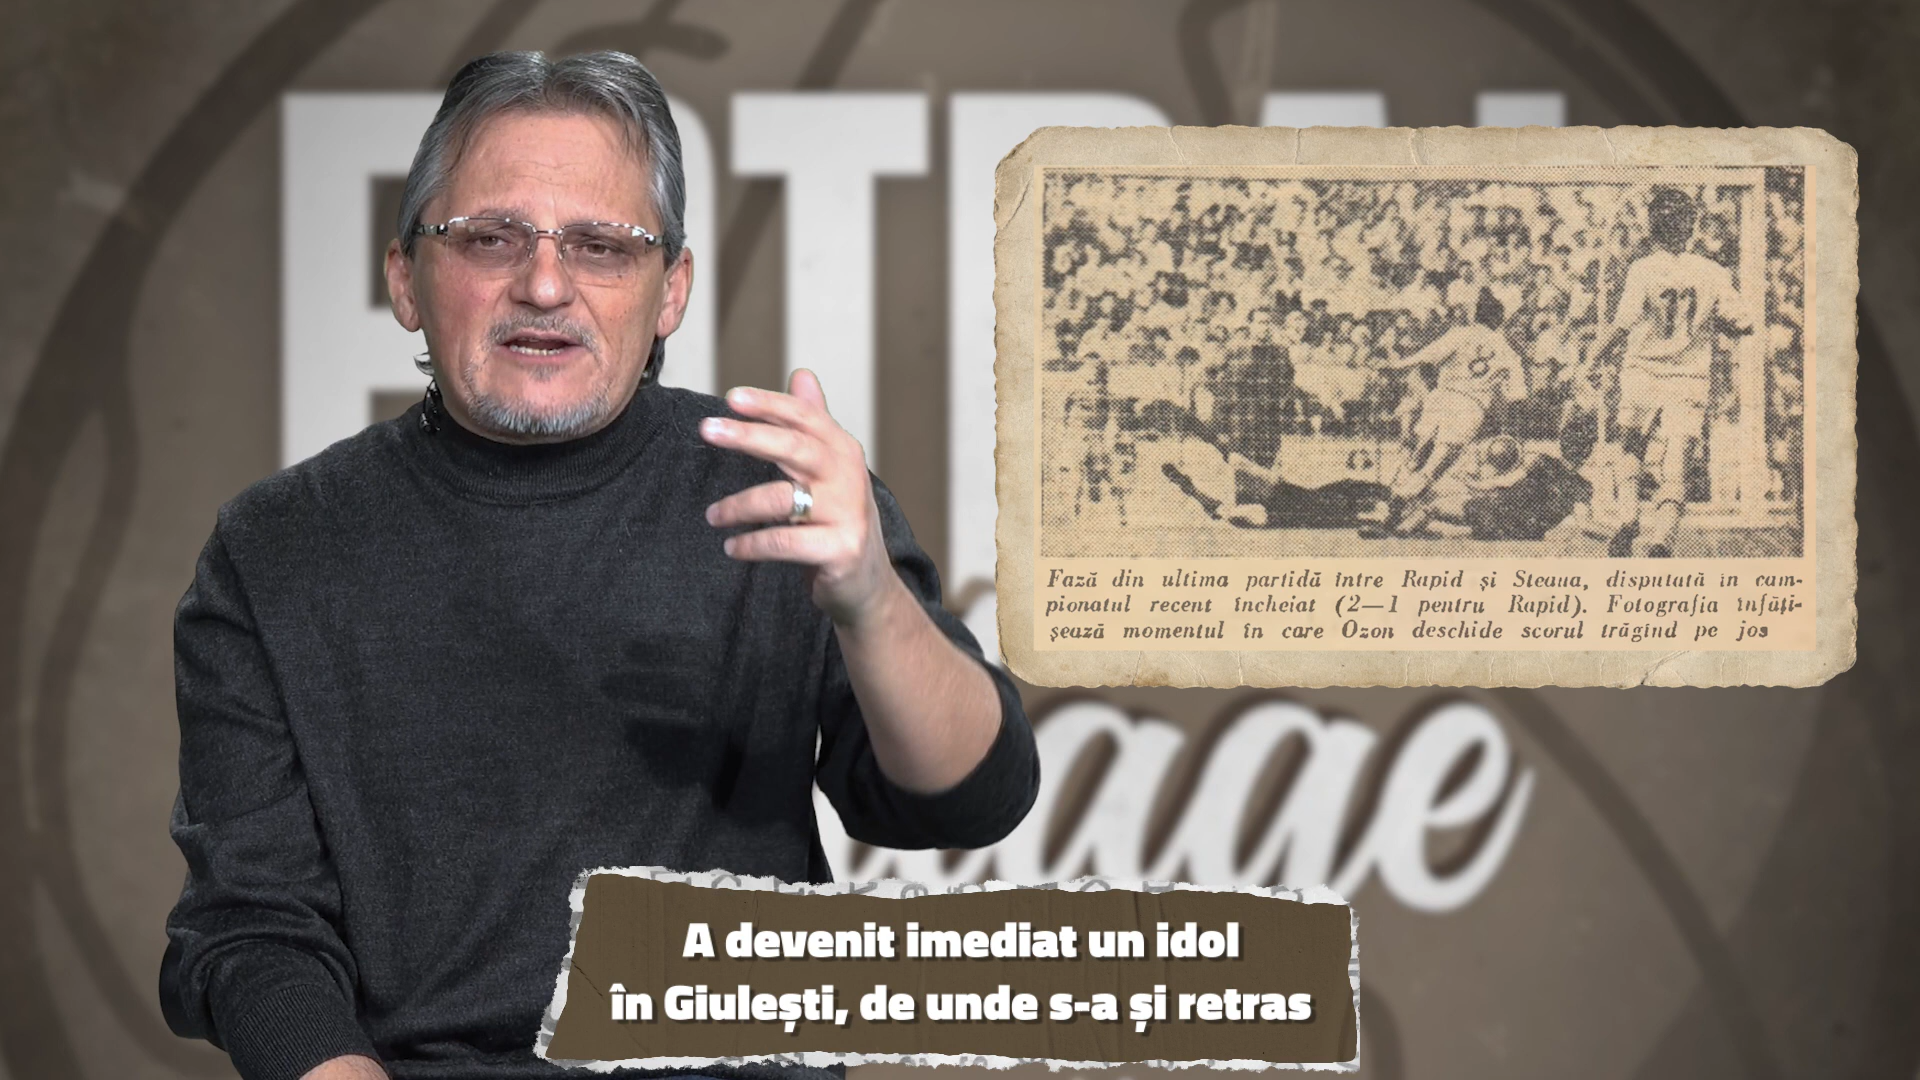 11
8
Fază din ultima partidă între Rapid și Steaua, disputată în cam-
pionatul recent încheiat (2—1 pentru Rapid). Fotografia înfăți-
șează momentul în care Ozon deschide scorul trăgînd pe jos
A devenit imediat un idol
în Giulești, de unde s-a și retras